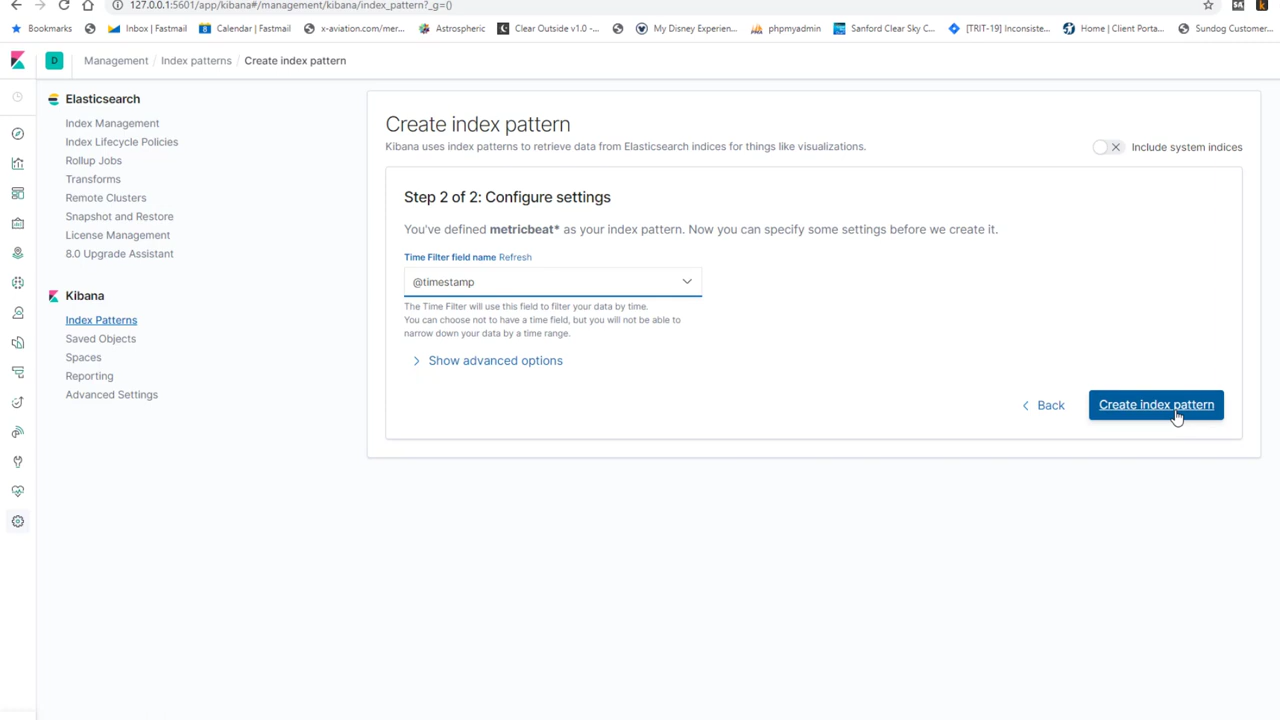 127.0.0.1:5601/app/kibana#/management/kibana/index_pattern?_g=()
Bookmarks Inbox | Fastmail Calendar | Fastmail x-aviation.com/mer... Astrospheric Clear Outside v1.0 -... My Disney Experien... phpmyadmin Sanford Clear Sky C... [TRIT-19] Inconsiste... Home | Client Porta... Sundog Customer...
D Management / Index patterns / Create index pattern
Elasticsearch
Index Management
Index Lifecycle Policies
Rollup Jobs
Transforms
Remote Clusters
Snapshot and Restore
License Management
8.0 Upgrade Assistant
Kibana
Index Patterns
Saved Objects
Spaces
Reporting
Advanced Settings
Create index pattern
Kibana uses index patterns to retrieve data from Elasticsearch indices for things like visualizations.
Include system indices
Step 2 of 2: Configure settings
You've defined metricbeat* as your index pattern. Now you can specify some settings before we create it.
Time Filter field name Refresh
@timestamp
The Time Filter will use this field to filter your data by time.
You can choose not to have a time field, but you will not be able to
narrow down your data by a time range.
Show advanced options
Back
Create index pattern